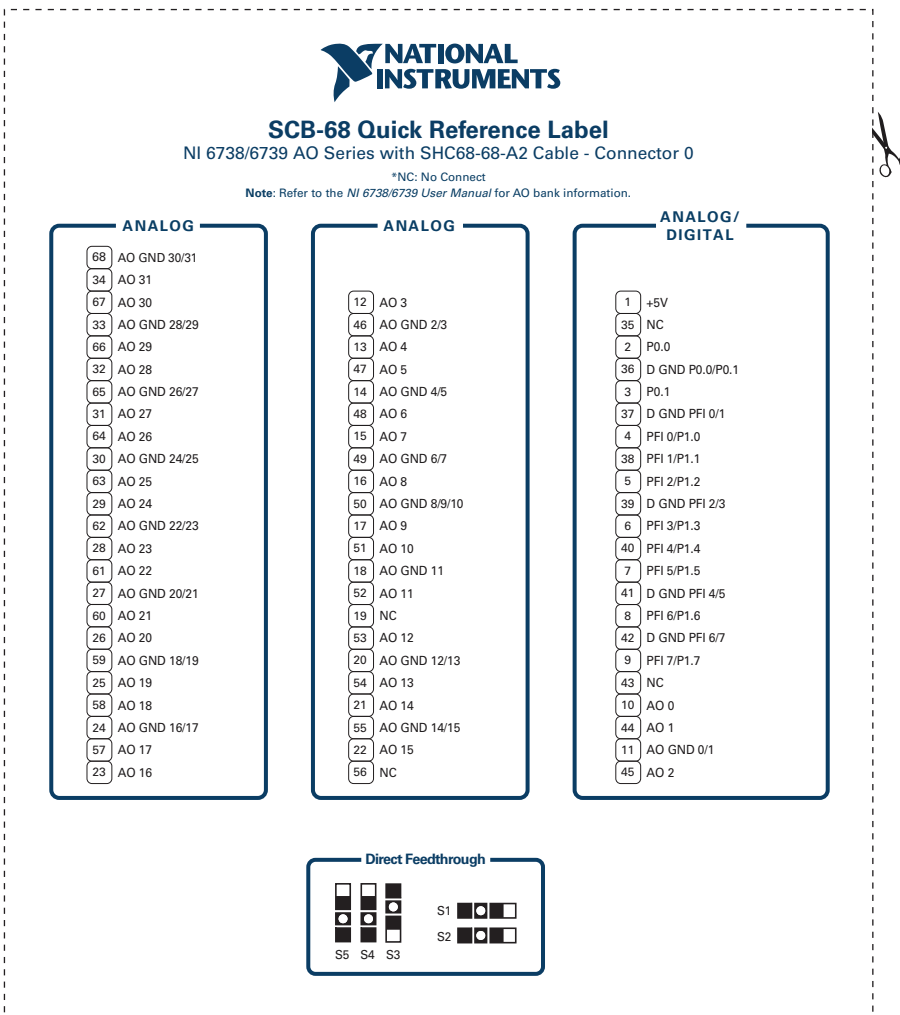 NATIONAL
INSTRUMENTS
SCB-68 Quick Reference Label
NI 6738/6739 AO Series with SHC68-68-A2 Cable - Connector 0
*NC: No Connect
Note: Refer to the NI 6738/6739 User Manual for AO bank information.
ANALOG
68 AO GND 30/31
34 AO 31
67 AO 30
33 AO GND 28/29
66 AO 29
32 AO 28
65 AO GND 26/27
31 AO 27
64 AO 26
30 AO GND 24/25
63 AO 25
29 AO 24
62 AO GND 22/23
28 AO 23
61 AO 22
27 AO GND 20/21
60 AO 21
26 AO 20
59 AO GND 18/19
25 AO 19
58 AO 18
24 AO GND 16/17
57 AO 17
23 AO 16
ANALOG
12 AO 3
46 AO GND 2/3
13 AO 4
47 AO 5
14 AO GND 4/5
48 AO 6
15 AO 7
49 AO GND 6/7
16 AO 8
50 AO GND 8/9/10
17 AO 9
51 AO 10
18 AO GND 11
52 AO 11
19 NC
53 AO 12
20 AO GND 12/13
54 AO 13
21 AO 14
55 AO GND 14/15
22 AO 15
56 NC
ANALOG/
DIGITAL
1 +5V
35 NC
2 P0.0
36 D GND P0.0/P0.1
3 P0.1
37 D GND PFI 0/1
4 PFI 0/P1.0
38 PFI 1/P1.1
5 PFI 2/P1.2
39 D GND PFI 2/3
6 PFI 3/P1.3
40 PFI 4/P1.4
7 PFI 5/P1.5
41 D GND PFI 4/5
8 PFI 6/P1.6
42 D GND PFI 6/7
9 PFI 7/P1.7
43 NC
10 AO 0
44 AO 1
11 AO GND 0/1
45 AO 2
Direct Feedthrough
S1
S2
S5 S4 S3